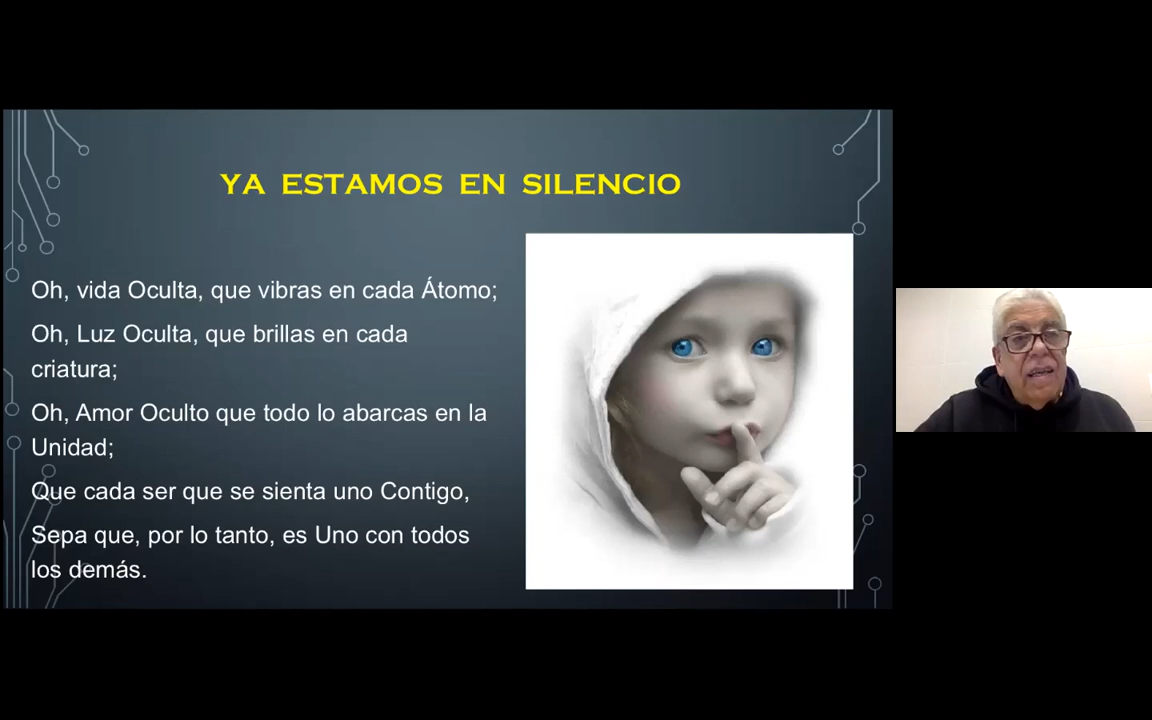 YA ESTAMOS EN SILENCIO
Oh, vida Oculta, que vibras en cada Átomo;
Oh, Luz Oculta, que brillas en cada
criatura;
Oh, Amor Oculto que todo lo abarcas en la
Unidad;
Que cada ser que se sienta uno Contigo,
Sepa que, por lo tanto, es Uno con todos
los demás.